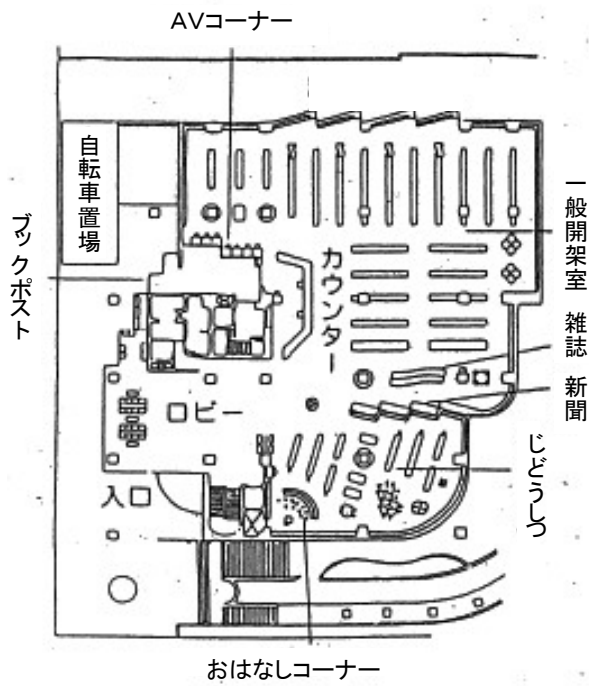 AVコーナー
自転車置場
ブックポスト
カウンター
一般開架室
雑誌
新聞
ロビー
じどうしつ
入口
おはなしコーナー